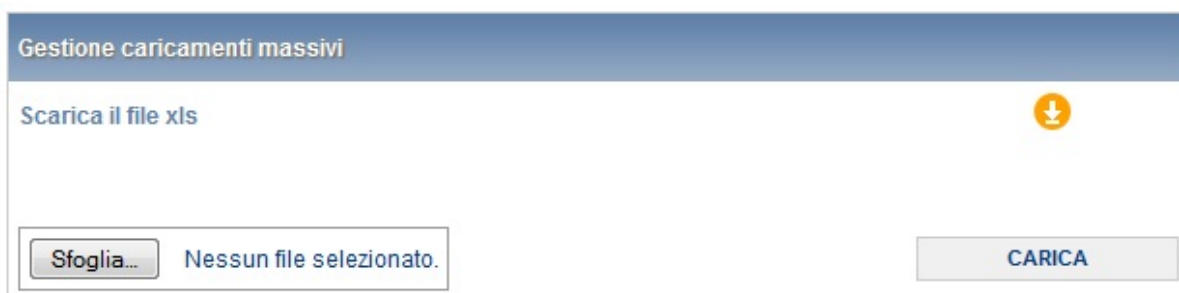 Gestione caricamenti massivi
Scarica il file xls
Sfoglia... Nessun file selezionato.
CARICA